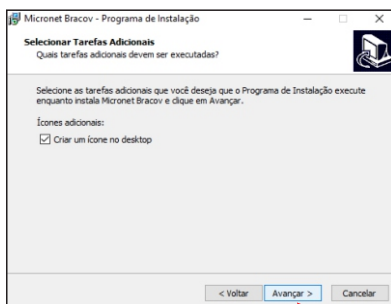 Micronet Bracov - Programa de Instalação
Selecionar Tarefas Adicionais
Quais tarefas adicionais devem ser executadas?
Selecione as tarefas adicionais que você deseja que o Programa de Instalação execute
enquanto instala Micronet Bracov e clique em Avançar.
Ícones adicionais:
Criar um ícone no desktop
< Voltar Avançar > Cancelar